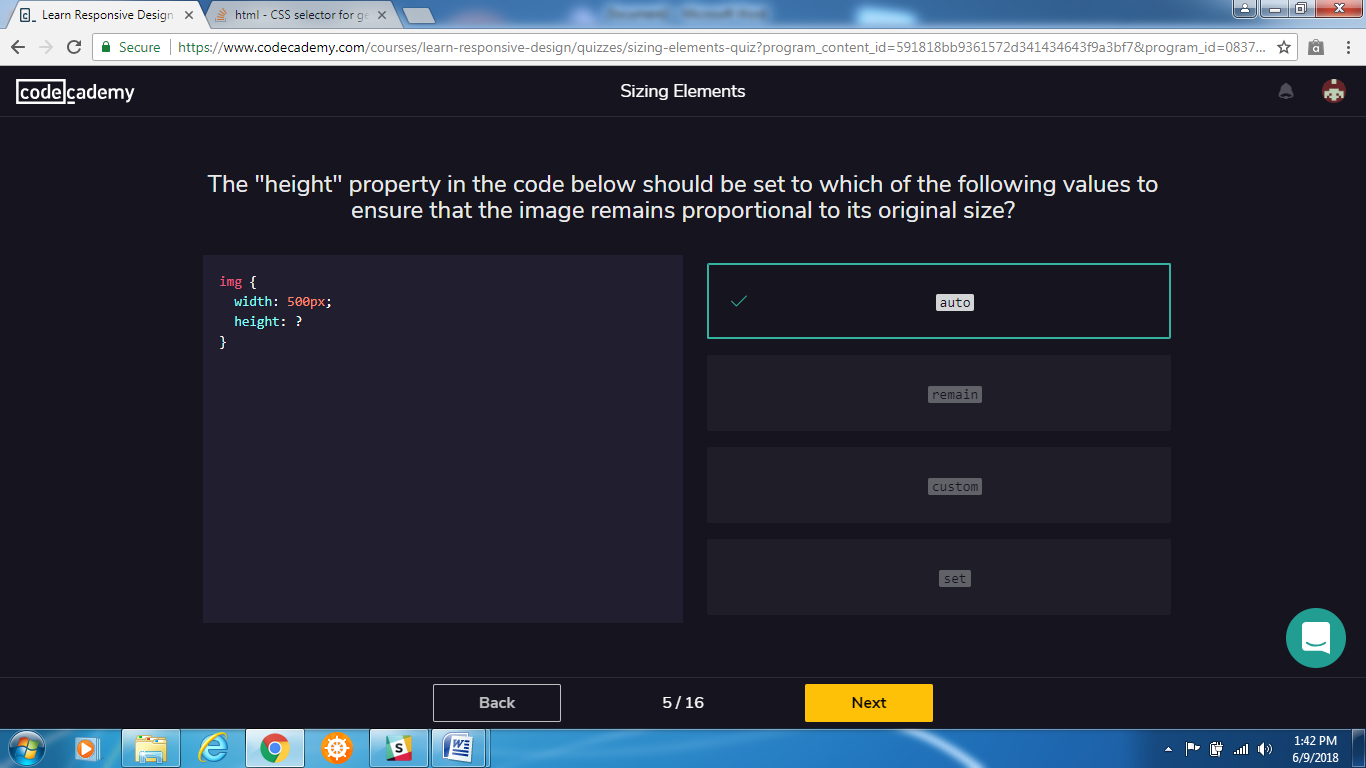 Learn Responsive Design
html - CSS selector for ge
Secure
https://www.codecademy.com/courses/learn-responsive-design/quizzes/sizing-elements-quiz?program_content_id=591818bb9361572d341434643f9a3bf7&program_id=0837...
codecademy
Sizing Elements
The "height" property in the code below should be set to which of the following values to
ensure that the image remains proportional to its original size?
img {
width: 500px;
height: ?
}
auto
remain
custom
set
Back
5 / 16
Next
1:42 PM
6/9/2018